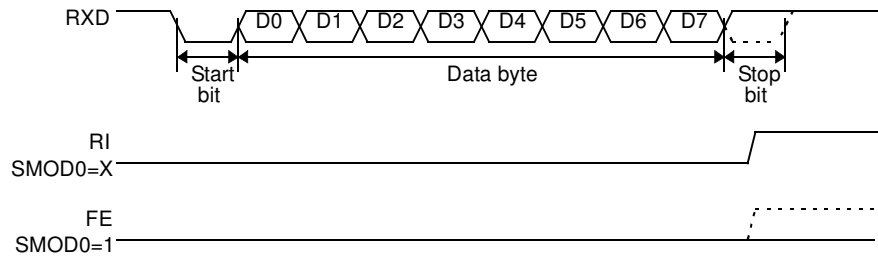 RXD D0 D1 D2 D3 D4 D5 D6 D7
Start bit
Data byte
Stop bit
RI
SMOD0=X
FE
SMOD0=1